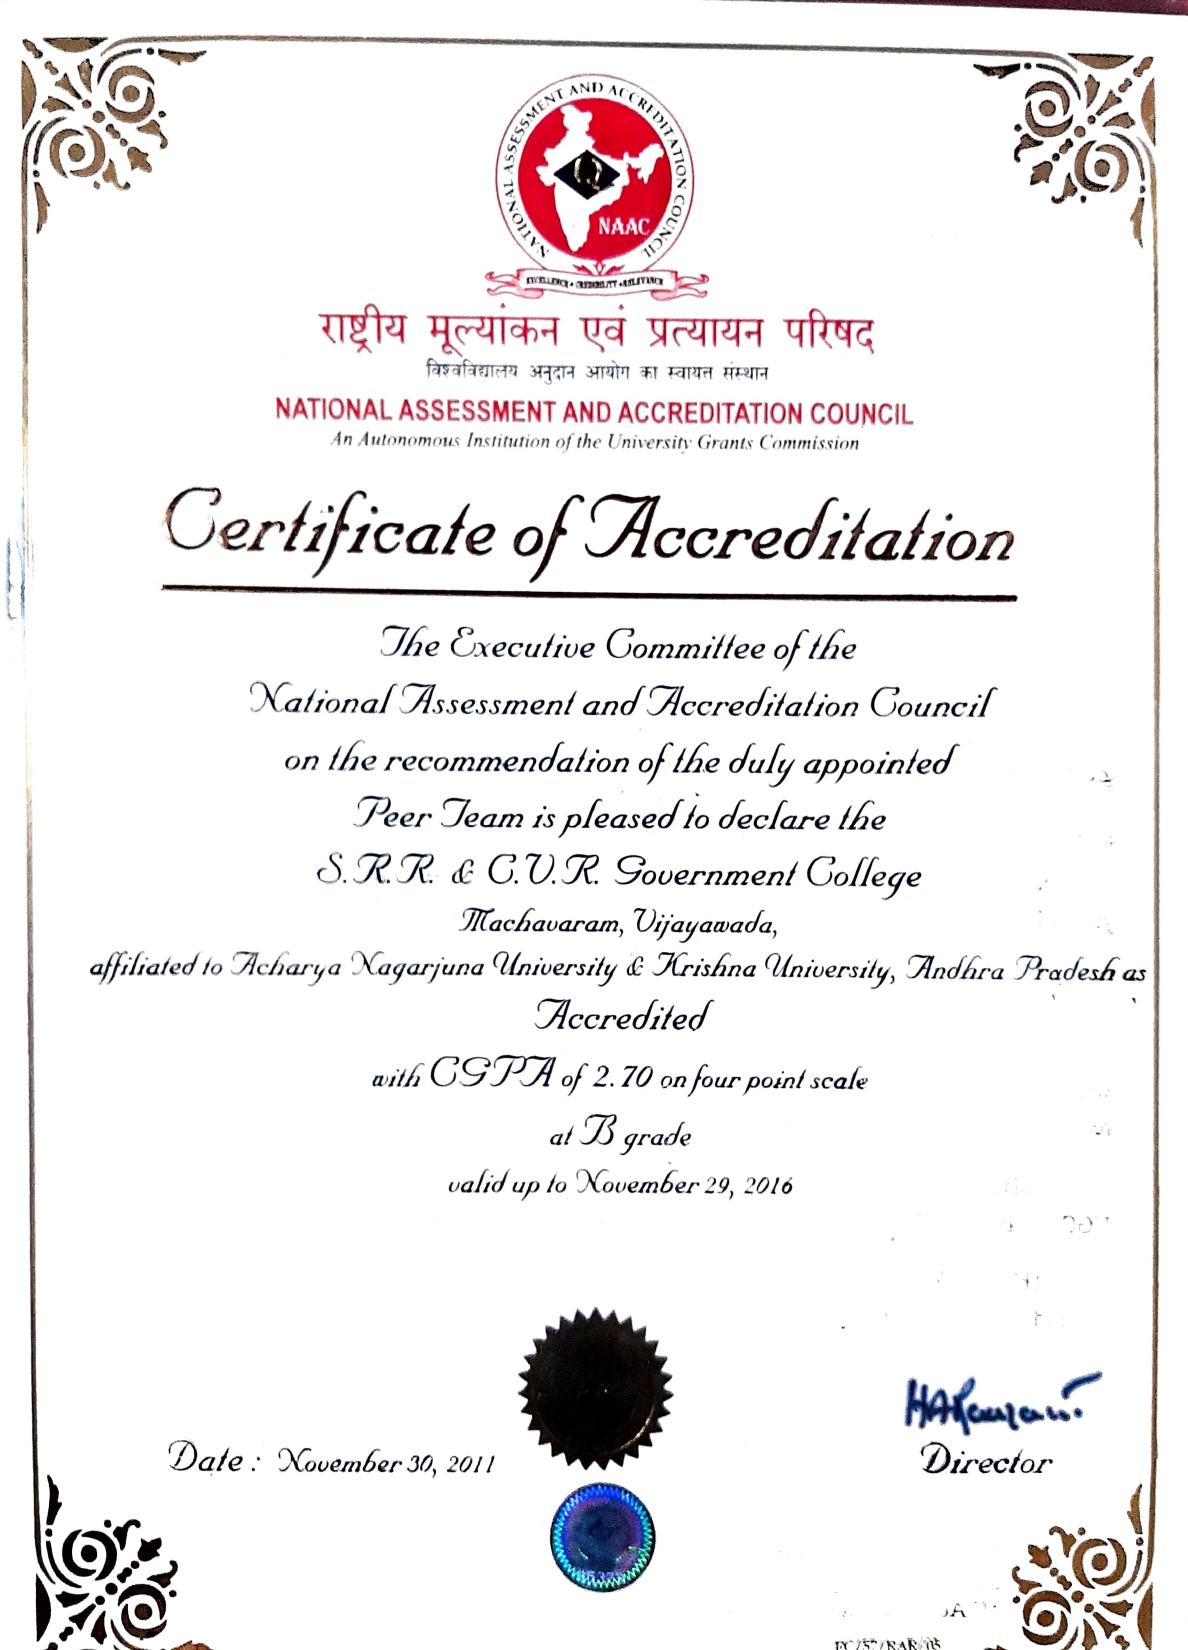 NATIONAL ASSESSMENT AND ACCREDITATION COUNCIL
Q
NAAC
EXCELLENCE • CREDIBILITY • RELEVANCE
राष्ट्रीय मूल्यांकन एवं प्रत्यायन परिषद
विश्वविद्यालय अनुदान आयोग का स्वायत्त संस्थान
NATIONAL ASSESSMENT AND ACCREDITATION COUNCIL
An Autonomous Institution of the University Grants Commission
Certificate of Accreditation
The Executive Committee of the
National Assessment and Accreditation Council
on the recommendation of the duly appointed
Peer Team is pleased to declare the
S.R.R. & C.V.R. Government College
Machavaram, Vijayawada,
affiliated to Acharya Nagarjuna University & Krishna University, Andhra Pradesh as
Accredited
with CGPA of 2.70 on four point scale
at B grade
valid up to November 29, 2016
Date : November 30, 2011
Director